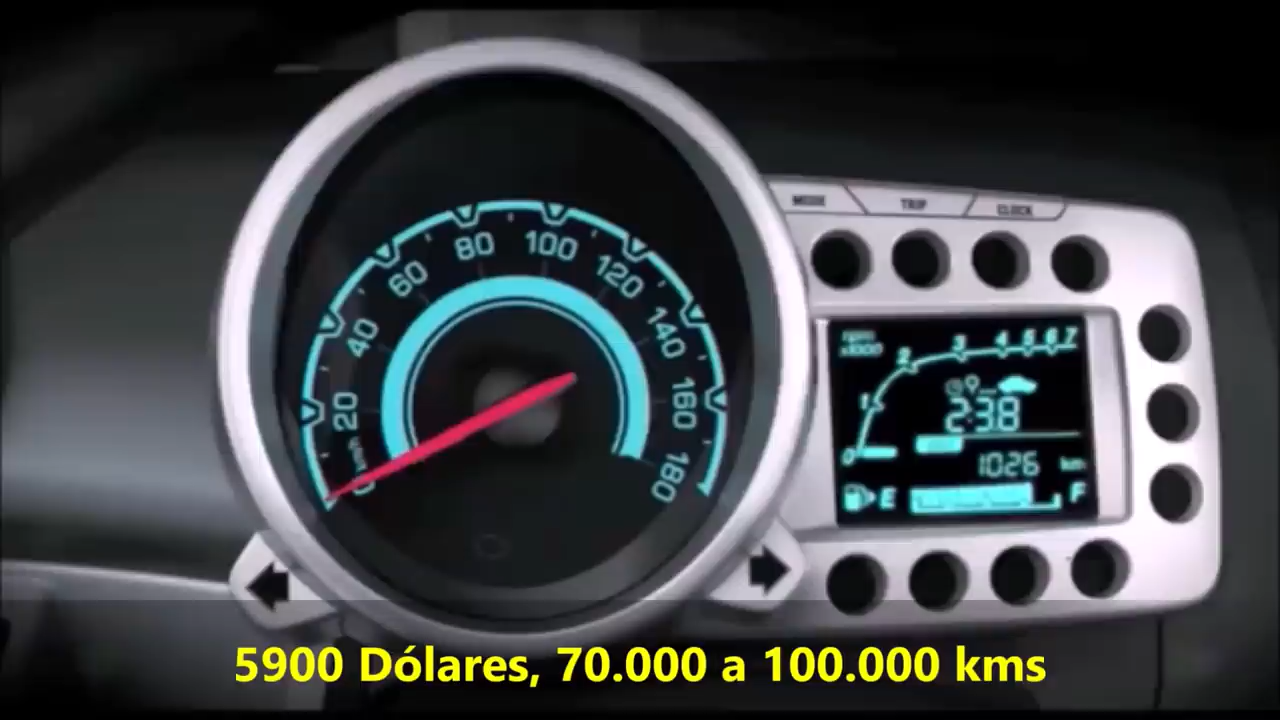 MODE TRIP CLOCK
20 40 60 80 100 120 140 160 180
km/h
rpm
x1000
0 1 2 3 4 5 6 7
2:38
1026 km
E F
5900 Dólares, 70.000 a 100.000 kms